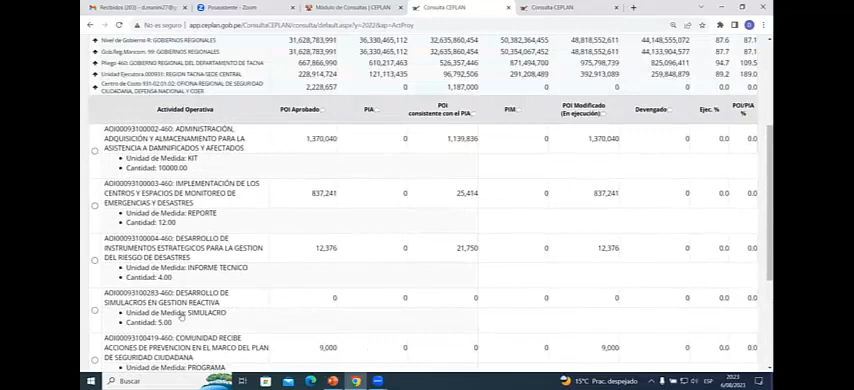 Recibidos (203) - d.marini27@g
Posaasistente - Zoom
Módulo de Consultas | CEPLAN
Consulta CEPLAN
Consulta CEPLAN
No es seguro | app.ceplan.gob.pe/ConsultaCEPLAN/consulta/default.aspx?y=2022&ap=ActProy
Nivel de Gobierno R: GOBIERNOS REGIONALES 31,628,783,991 36,330,465,112 32,635,860,454 50,382,364,455 48,818,552,611 44,148,555,072 87.6 87.1
Gob.Reg./Mancom. 99: GOBIERNOS REGIONALES 31,628,783,991 36,330,465,112 32,635,860,454 50,354,067,452 48,818,552,611 44,133,904,577 87.7 87.1
Pliego 460: GOBIERNO REGIONAL DEL DEPARTAMENTO DE TACNA 667,866,990 610,217,463 526,357,446 871,494,700 975,798,739 825,096,411 94.7 109.5
Unidad Ejecutora 000931: REGION TACNA-SEDE CENTRAL 228,914,724 121,113,435 96,792,506 291,208,489 392,913,089 259,848,879 89.2 189.0
Centro de Costo 931-02.01.02: OFICINA REGIONAL DE SEGURIDAD CIUDADANA, DEFENSA NACIONAL Y COER 2,228,657 0 1,187,000 0 0 0 0.0 0.0
Actividad Operativa POI Aprobado PIA POI consistente con el PIA PIM POI Modificado (En ejecución) Devengado Ejec. % POI/PIA %
AOI00093100002-460: ADMINISTRACIÓN,
ADQUISICIÓN Y ALMACENAMIENTO PARA LA 1,370,040 0 1,139,836 0 1,370,040 0 0.0 0.0
ASISTENCIA A DAMNIFICADOS Y AFECTADOS
• Unidad de Medida: KIT
• Cantidad: 10000.00
AOI00093100003-460: IMPLEMENTACIÓN DE LOS
CENTROS Y ESPACIOS DE MONITOREO DE 837,241 0 25,414 0 837,241 0 0.0 0.0
EMERGENCIAS Y DESASTRES
• Unidad de Medida: REPORTE
• Cantidad: 12.00
AOI00093100004-460: DESARROLLO DE
INSTRUMENTOS ESTRATEGICOS PARA LA GESTION 12,376 0 21,750 0 12,376 0 0.0 0.0
DEL RIESGO DE DESASTRES
• Unidad de Medida: INFORME TECNICO
• Cantidad: 4.00
AOI00093100283-460: DESARROLLO DE 0 0 0 0 0 0 0.0 0.0
SIMULACROS EN GESTION REACTIVA
• Unidad de Medida: SIMULACRO
• Cantidad: 5.00
AOI00093100419-460: COMUNIDAD RECIBE
ACCIONES DE PREVENCION EN EL MARCO DEL PLAN 9,000 0 0 0 9,000 0 0.0 0.0
DE SEGURIDAD CIUDADANA
• Unidad de Medida: PROGRAMA
Buscar
15°C Prac. despejado
ESP
2023
6/08/2023